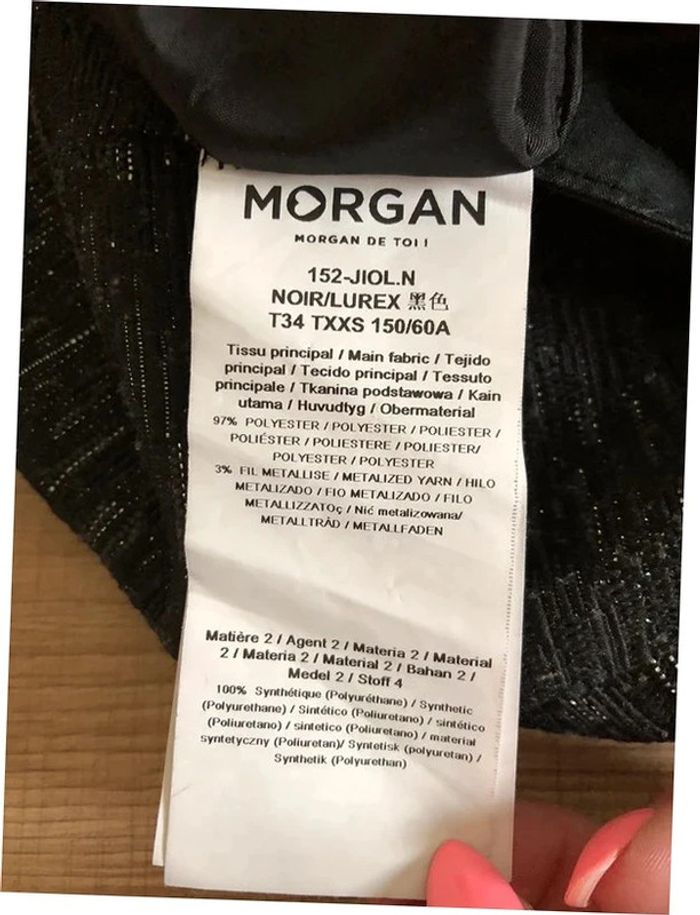 MORGAN
MORGAN DE TOI !
152-JIOL.N
NOIR/LUREX 黑色
T34 TXXS 150/60A
Tissu principal / Main fabric / Tejido
principal / Tecido principal / Tessuto
principale / Tkanina podstawowa / Kain
utama / Huvudtyg / Obermaterial
97% POLYESTER / POLYESTER / POLIESTER /
POLIÉSTER / POLIESTERE / POLIESTER/
POLYESTER / POLYESTER
3% FIL METALLISE / METALIZED YARN / HILO
METALIZADO / FIO METALIZADO / FILO
METALLIZZATOç / Nić metalizowana/
METALLTRÅD / METALLFADEN
Matière 2 / Agent 2 / Materia 2 / Material
2 / Materia 2 / Material 2 / Bahan 2 /
Medel 2 / Stoff 4
100% Synthétique (Polyuréthane) / Synthetic
(Polyurethane) / Sintético (Poliuretano) / sintético
(Poliuretano) / sintetico (Poliuretano) / material
syntetyczny (Poliuretan)/ Syntetisk (polyuretan) /
Synthetik (Polyurethan)